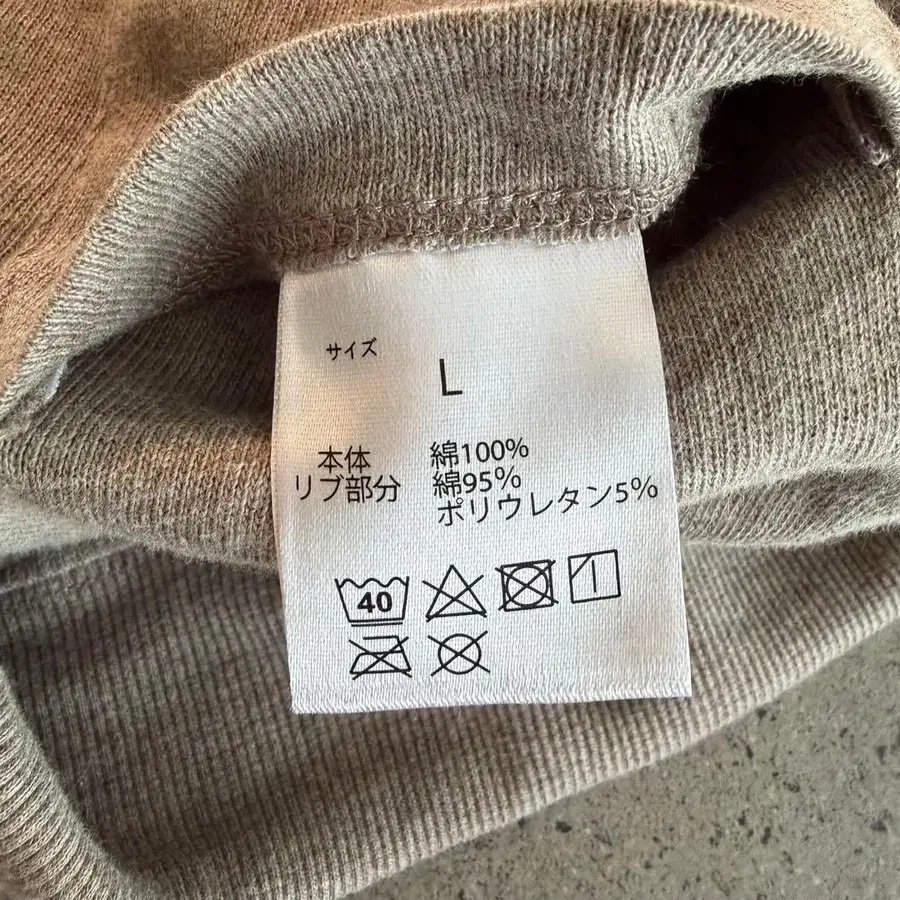 サイズ
L
本体 綿100%
リブ部分 綿95%
ポリウレタン5%
40